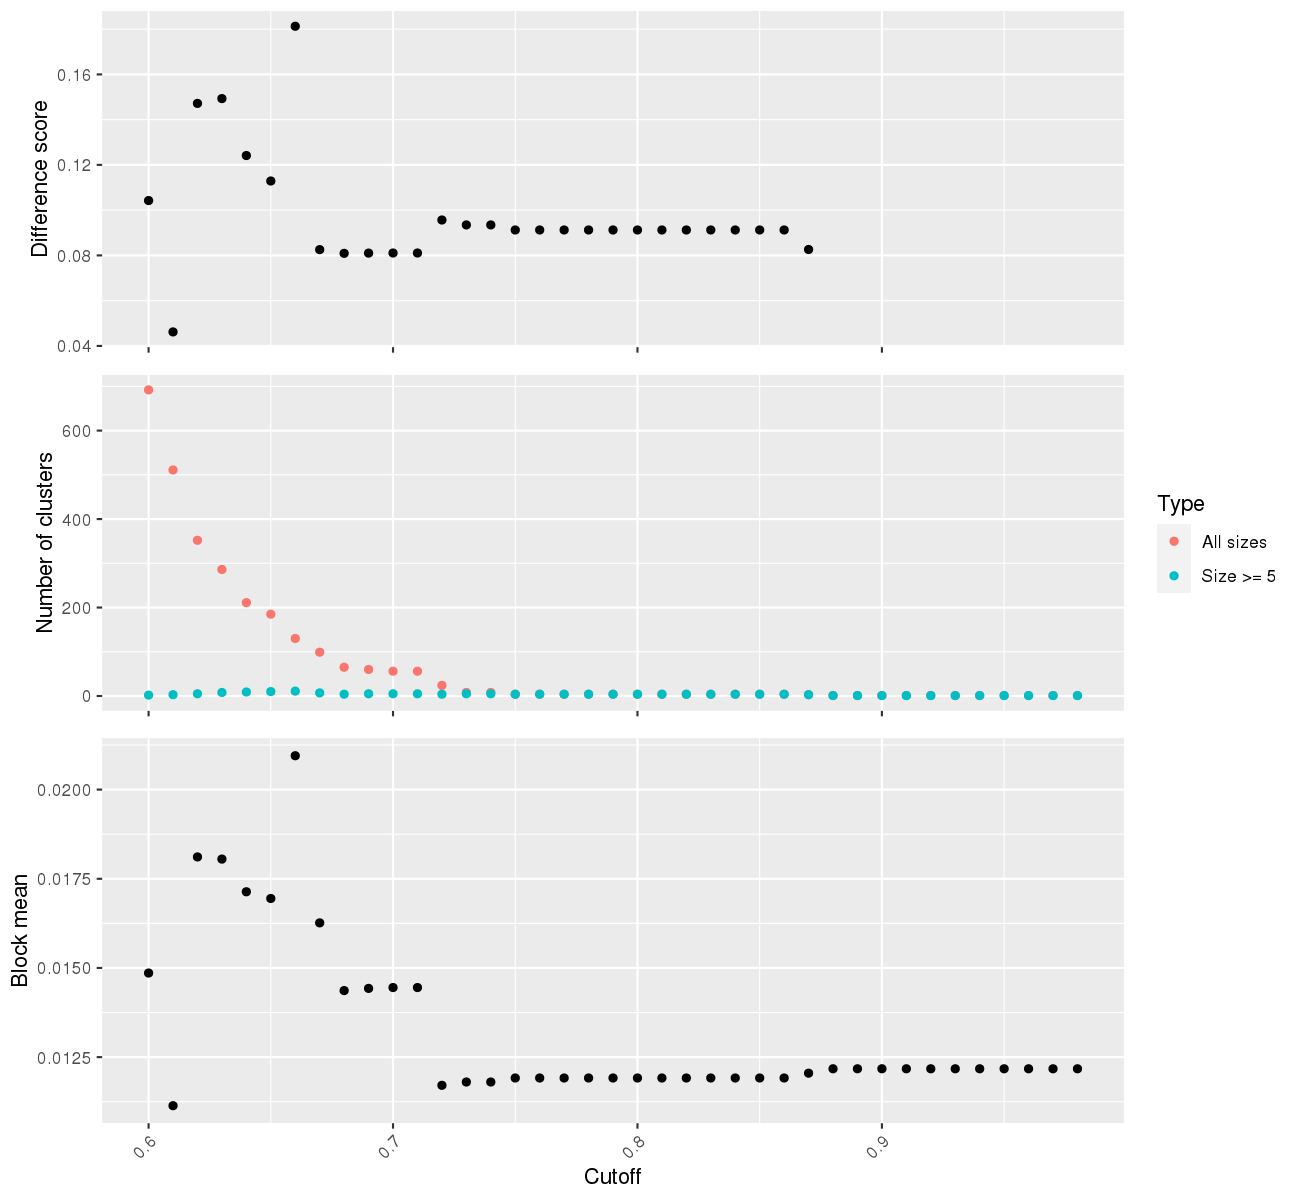 Difference score
0.16
0.12
0.08
0.04
Number of clusters
600
400
200
0
Type
All sizes
Size >= 5
Block mean
0.0200
0.0175
0.0150
0.0125
0.6
0.7
0.8
0.9
Cutoff